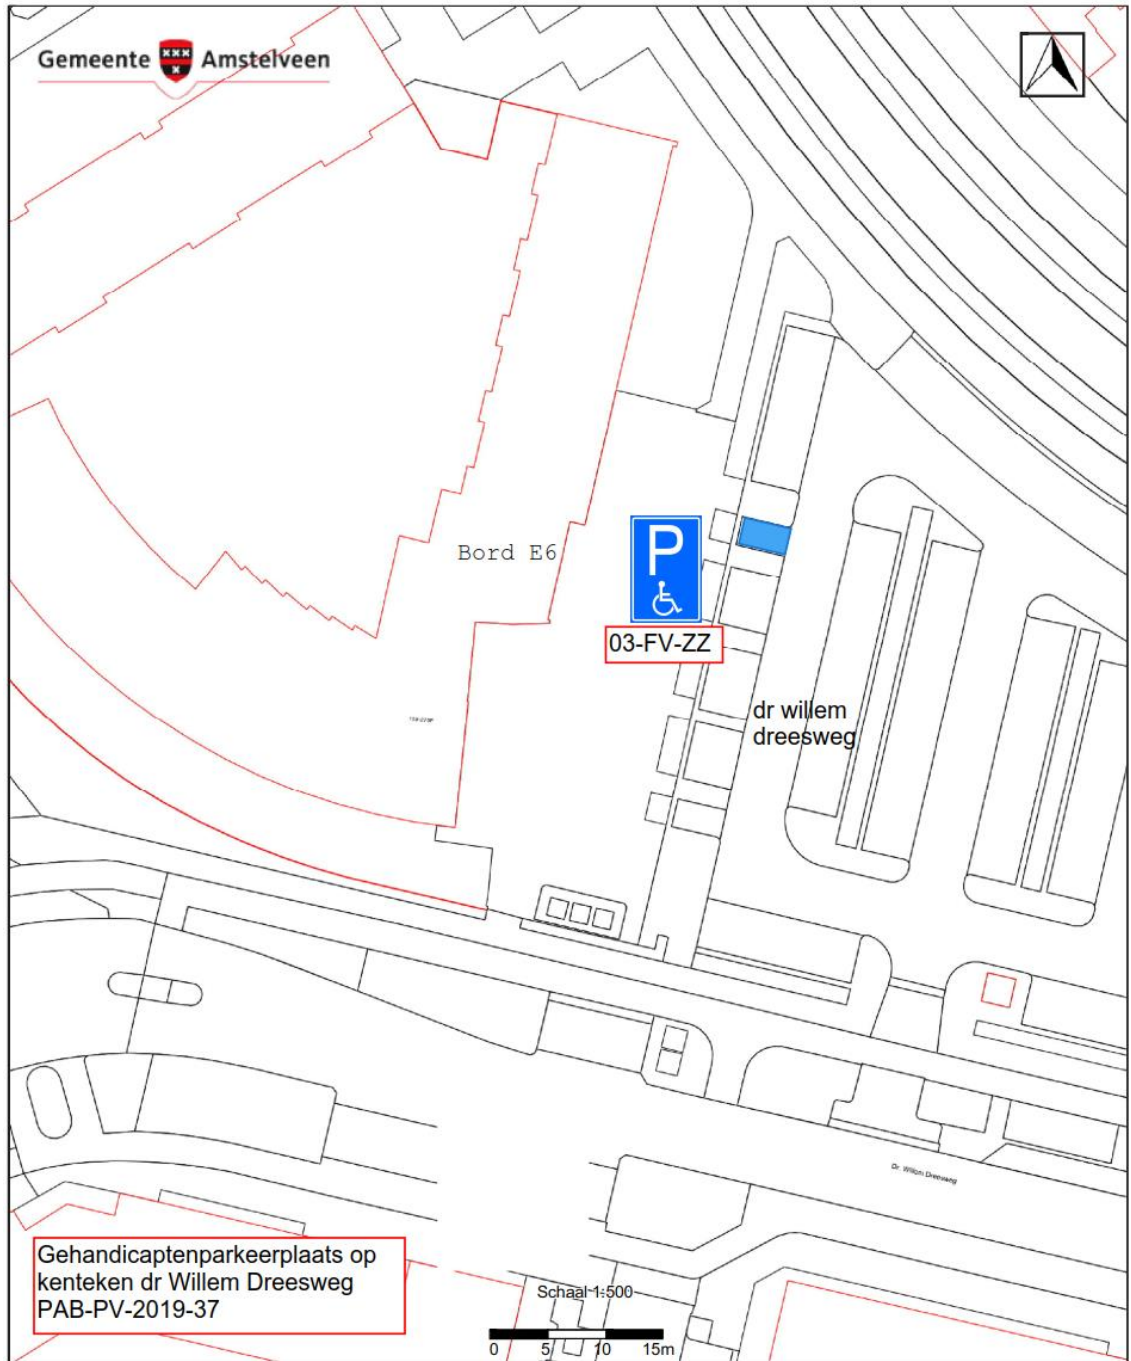 Gemeente Amstelveen
Bord E6
P
03-FV-ZZ
dr willem
dreesweg
Dr. Willem Dreesweg
Gehandicaptenparkeerplaats op
kenteken dr Willem Dreesweg
PAB-PV-2019-37
Schaal 1:500
0 5 10 15m